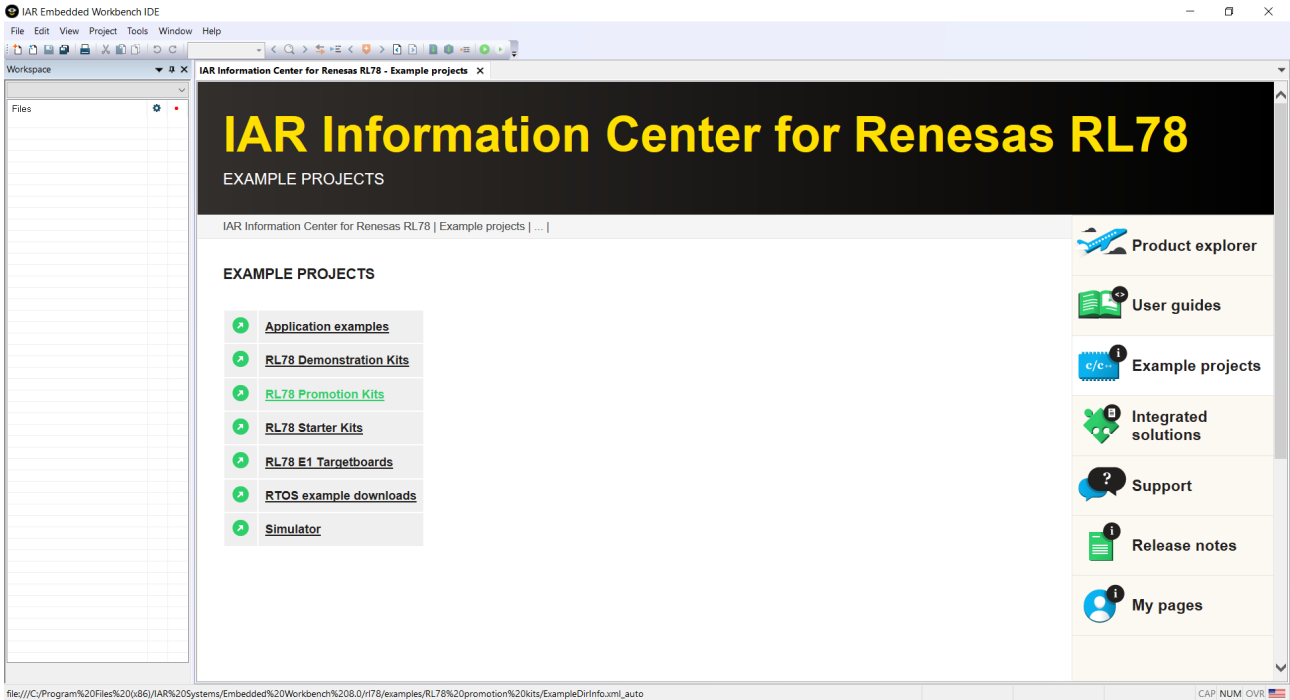 IAR Embedded Workbench IDE
File Edit View Project Tools Window Help
Workspace
IAR Information Center for Renesas RL78 - Example projects
Files
IAR Information Center for Renesas RL78
EXAMPLE PROJECTS
IAR Information Center for Renesas RL78 | Example projects | ... |
EXAMPLE PROJECTS
Application examples
RL78 Demonstration Kits
RL78 Promotion Kits
RL78 Starter Kits
RL78 E1 Targetboards
RTOS example downloads
Simulator
Product explorer
User guides
c/c++
Example projects
Integrated
solutions
Support
Release notes
My pages
file:///C:/Program%20Files%20(x86)/IAR%20Systems/Embedded%20Workbench%208.0/rl78/examples/RL78%20promotion%20kits/ExampleDirInfo.xml_auto
CAP NUM OVR